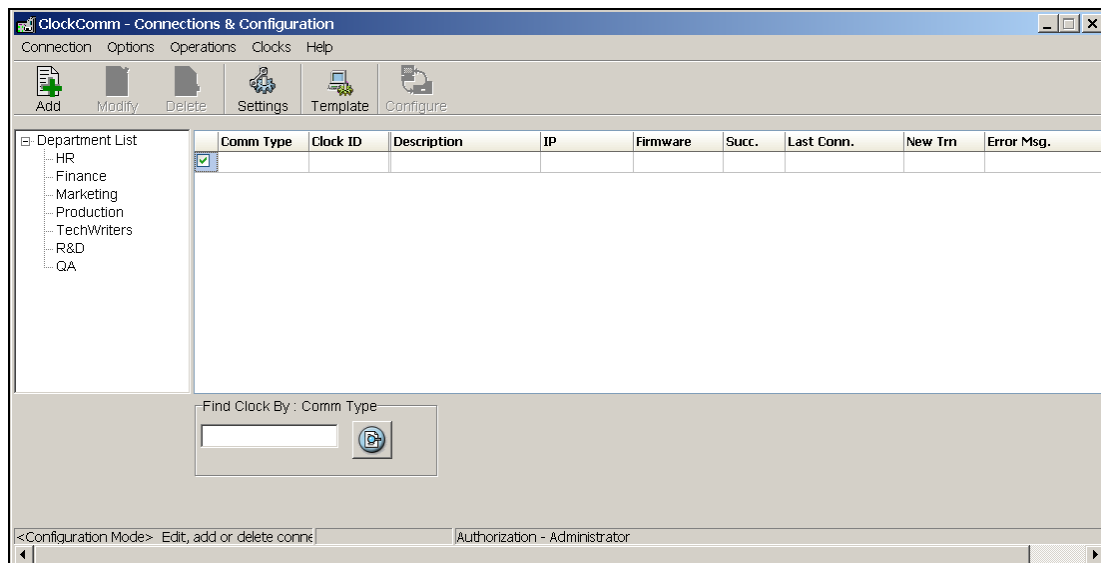 ClockComm - Connections & Configuration
Connection Options Operations Clocks Help
Add Modify Delete Settings Template Configure
Department List
HR
Finance
Marketing
Production
TechWriters
R&D
QA
Comm Type Clock ID Description IP Firmware Succ. Last Conn. New Trn Error Msg.
Find Clock By : Comm Type
<Configuration Mode> Edit, add or delete conne
Authorization - Administrator